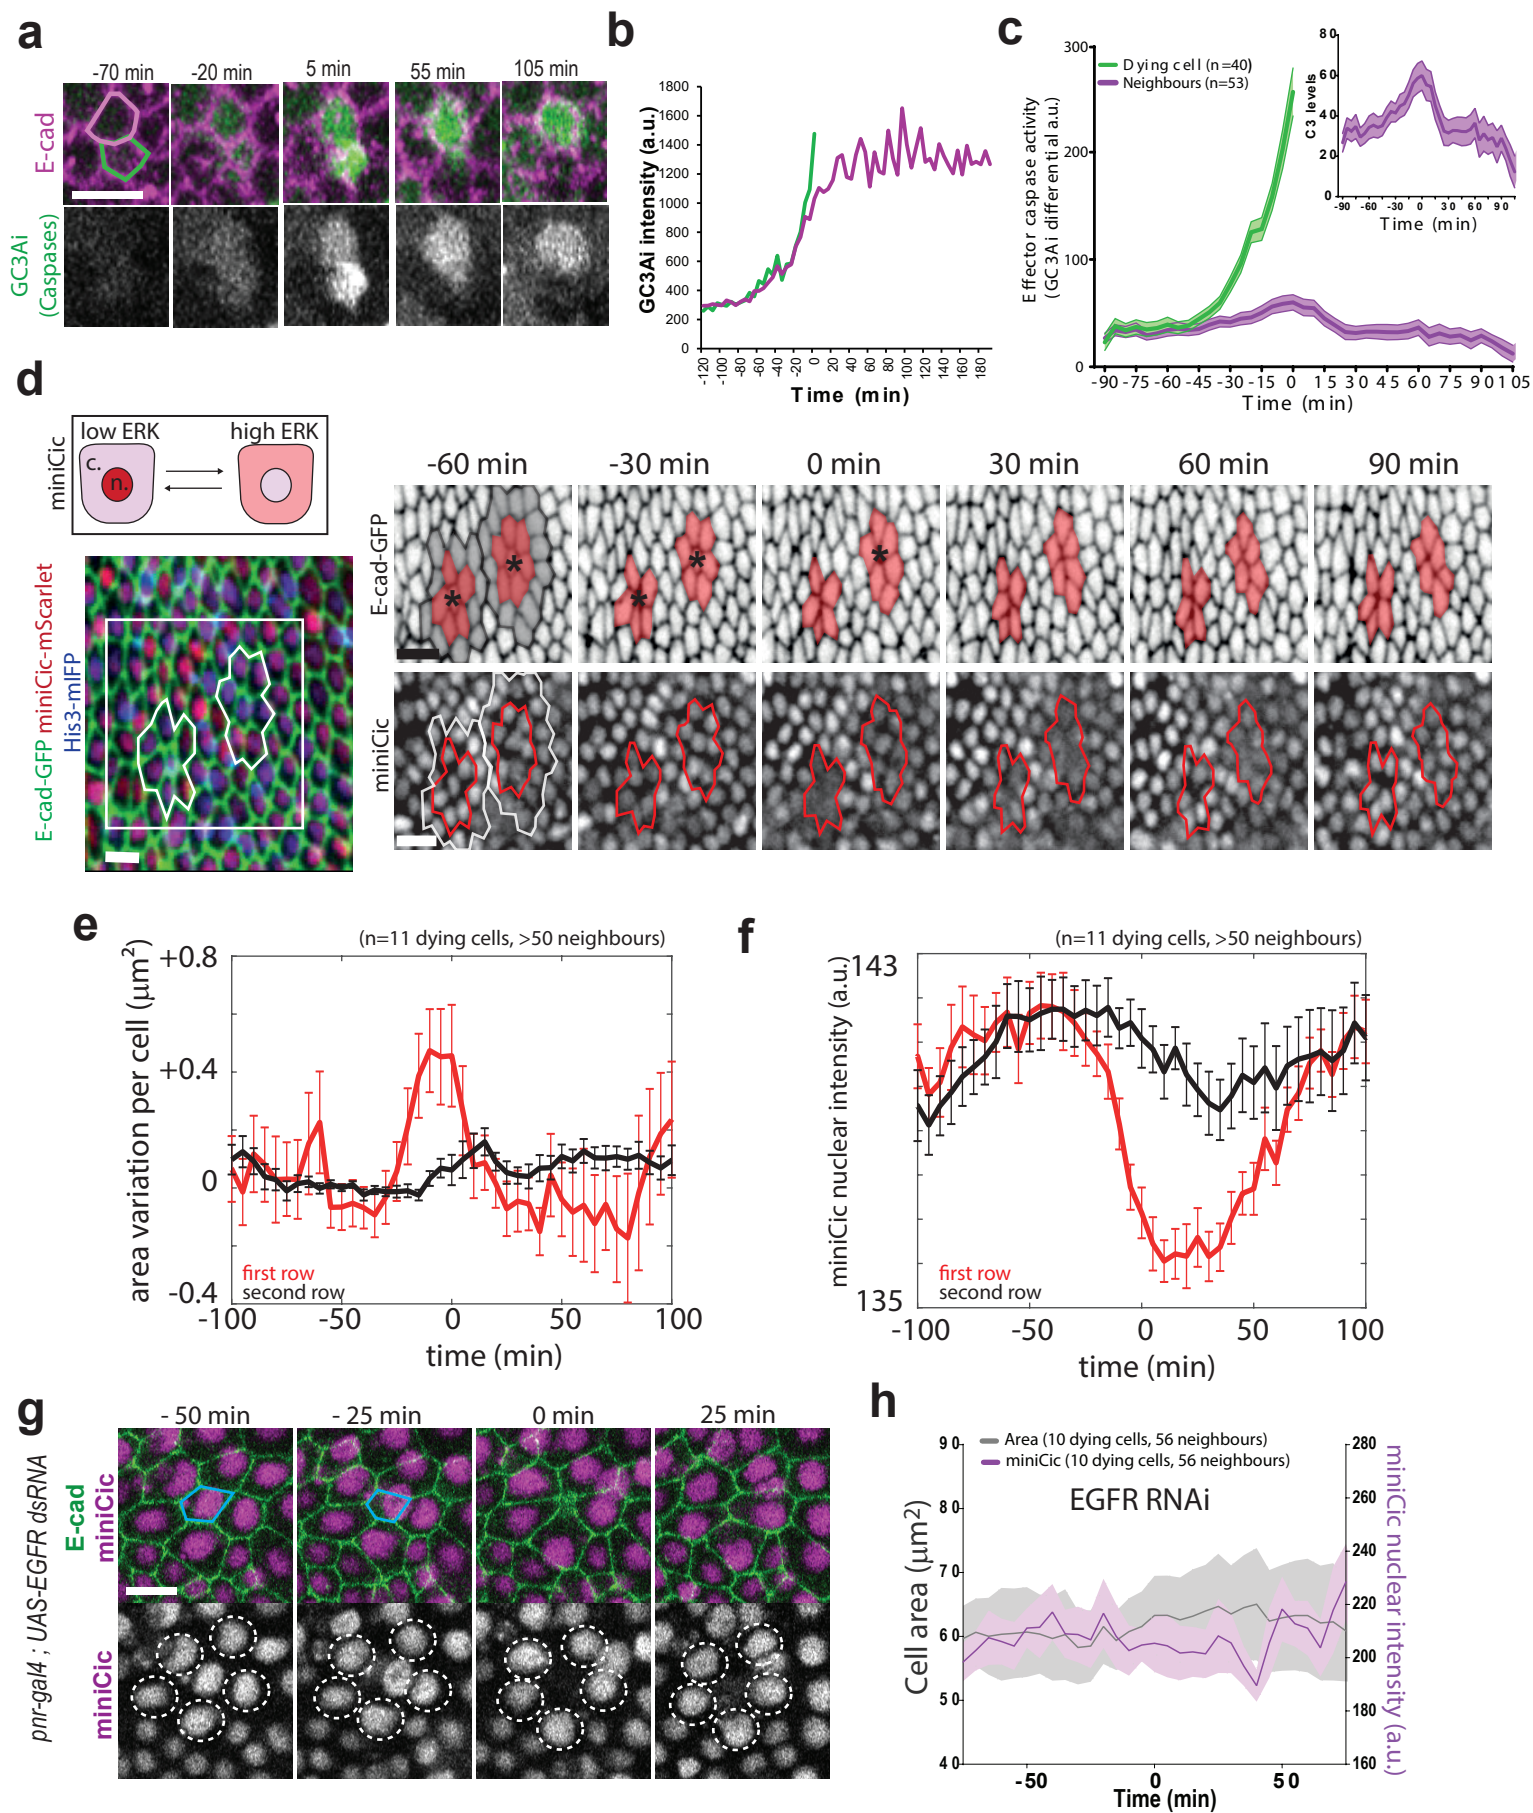 a
-70 min
-20 min
5 min
55 min
105 min
E-cad
GC3Ai
(Caspases)
b
GC3Ai intensity (a.u.)
1800
1600
1400
1200
1000
800
600
400
200
0
-120
-100
-80
-60
-40
-20
0
20
40
60
80
100
120
140
160
180
Time (min)
c
Effector caspase activity
(GC3Ai differential a.u.)
300
200
100
0
Dying cell (n=40)
Neighbours (n=53)
-90 -75 -60 -45 -30 -15 0 15 30 45 60 75 90 105
Time (min)
C3 levels
80
60
40
20
0
-90 -60 -30 0 30 60 90
Time (min)
d
miniCic
low ERK
high ERK
c.
n.
E-cad-GFP miniCic-mScarlet
His3-mIFP
-60 min
-30 min
0 min
30 min
60 min
90 min
E-cad-GFP
* *
* *
*
miniCic
e
(n=11 dying cells, >50 neighbours)
area variation per cell (μm²)
+0.8
+0.4
0
-0.4
first row
second row
-100 -50 0 50 100
time (min)
f
(n=11 dying cells, >50 neighbours)
miniCic nuclear intensity (a.u.)
143
135
first row
second row
-100 -50 0 50 100
time (min)
g
- 50 min
- 25 min
0 min
25 min
pnr-gal4 ; UAS-EGFR dsRNA
E-cad
miniCic
miniCic
h
Area (10 dying cells, 56 neighbours)
miniCic (10 dying cells, 56 neighbours)
EGFR RNAi
Cell area (μm²)
90
80
70
60
50
40
miniCic nuclear intensity (a.u.)
280
260
240
220
200
180
160
-50 0 50
Time (min)